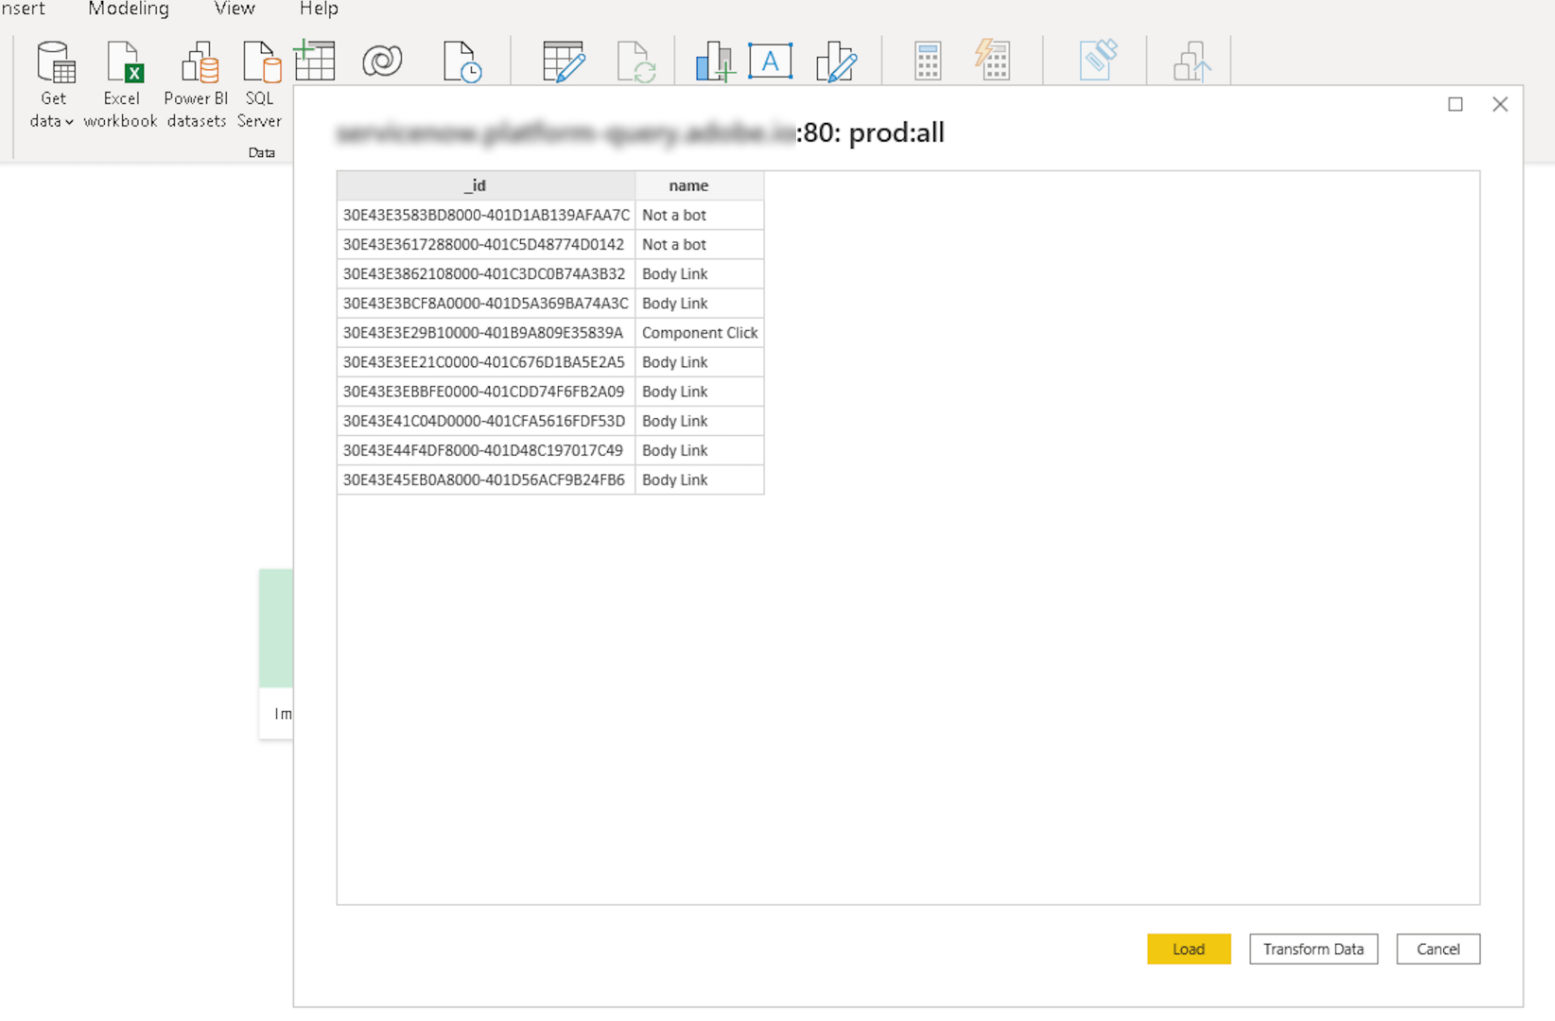 nsert Modeling View Help
Get data Excel workbook Power BI datasets SQL Server
Data
:80: prod:all
_id name
30E43E3583BD8000-401D1AB139AFAA7C Not a bot
30E43E3617288000-401C5D48774D0142 Not a bot
30E43E3862108000-401C3DC0B74A3B32 Body Link
30E43E3BCF8A0000-401D5A369BA74A3C Body Link
30E43E3E29B10000-401B9A809E35839A Component Click
30E43E3EE21C0000-401C676D1BA5E2A5 Body Link
30E43E3EBBFE0000-401CDD74F6FB2A09 Body Link
30E43E41C04D0000-401CFA5616FDF53D Body Link
30E43E44F4DF8000-401D48C197017C49 Body Link
30E43E45EB0A8000-401D56ACF9B24FB6 Body Link
Im
Load Transform Data Cancel